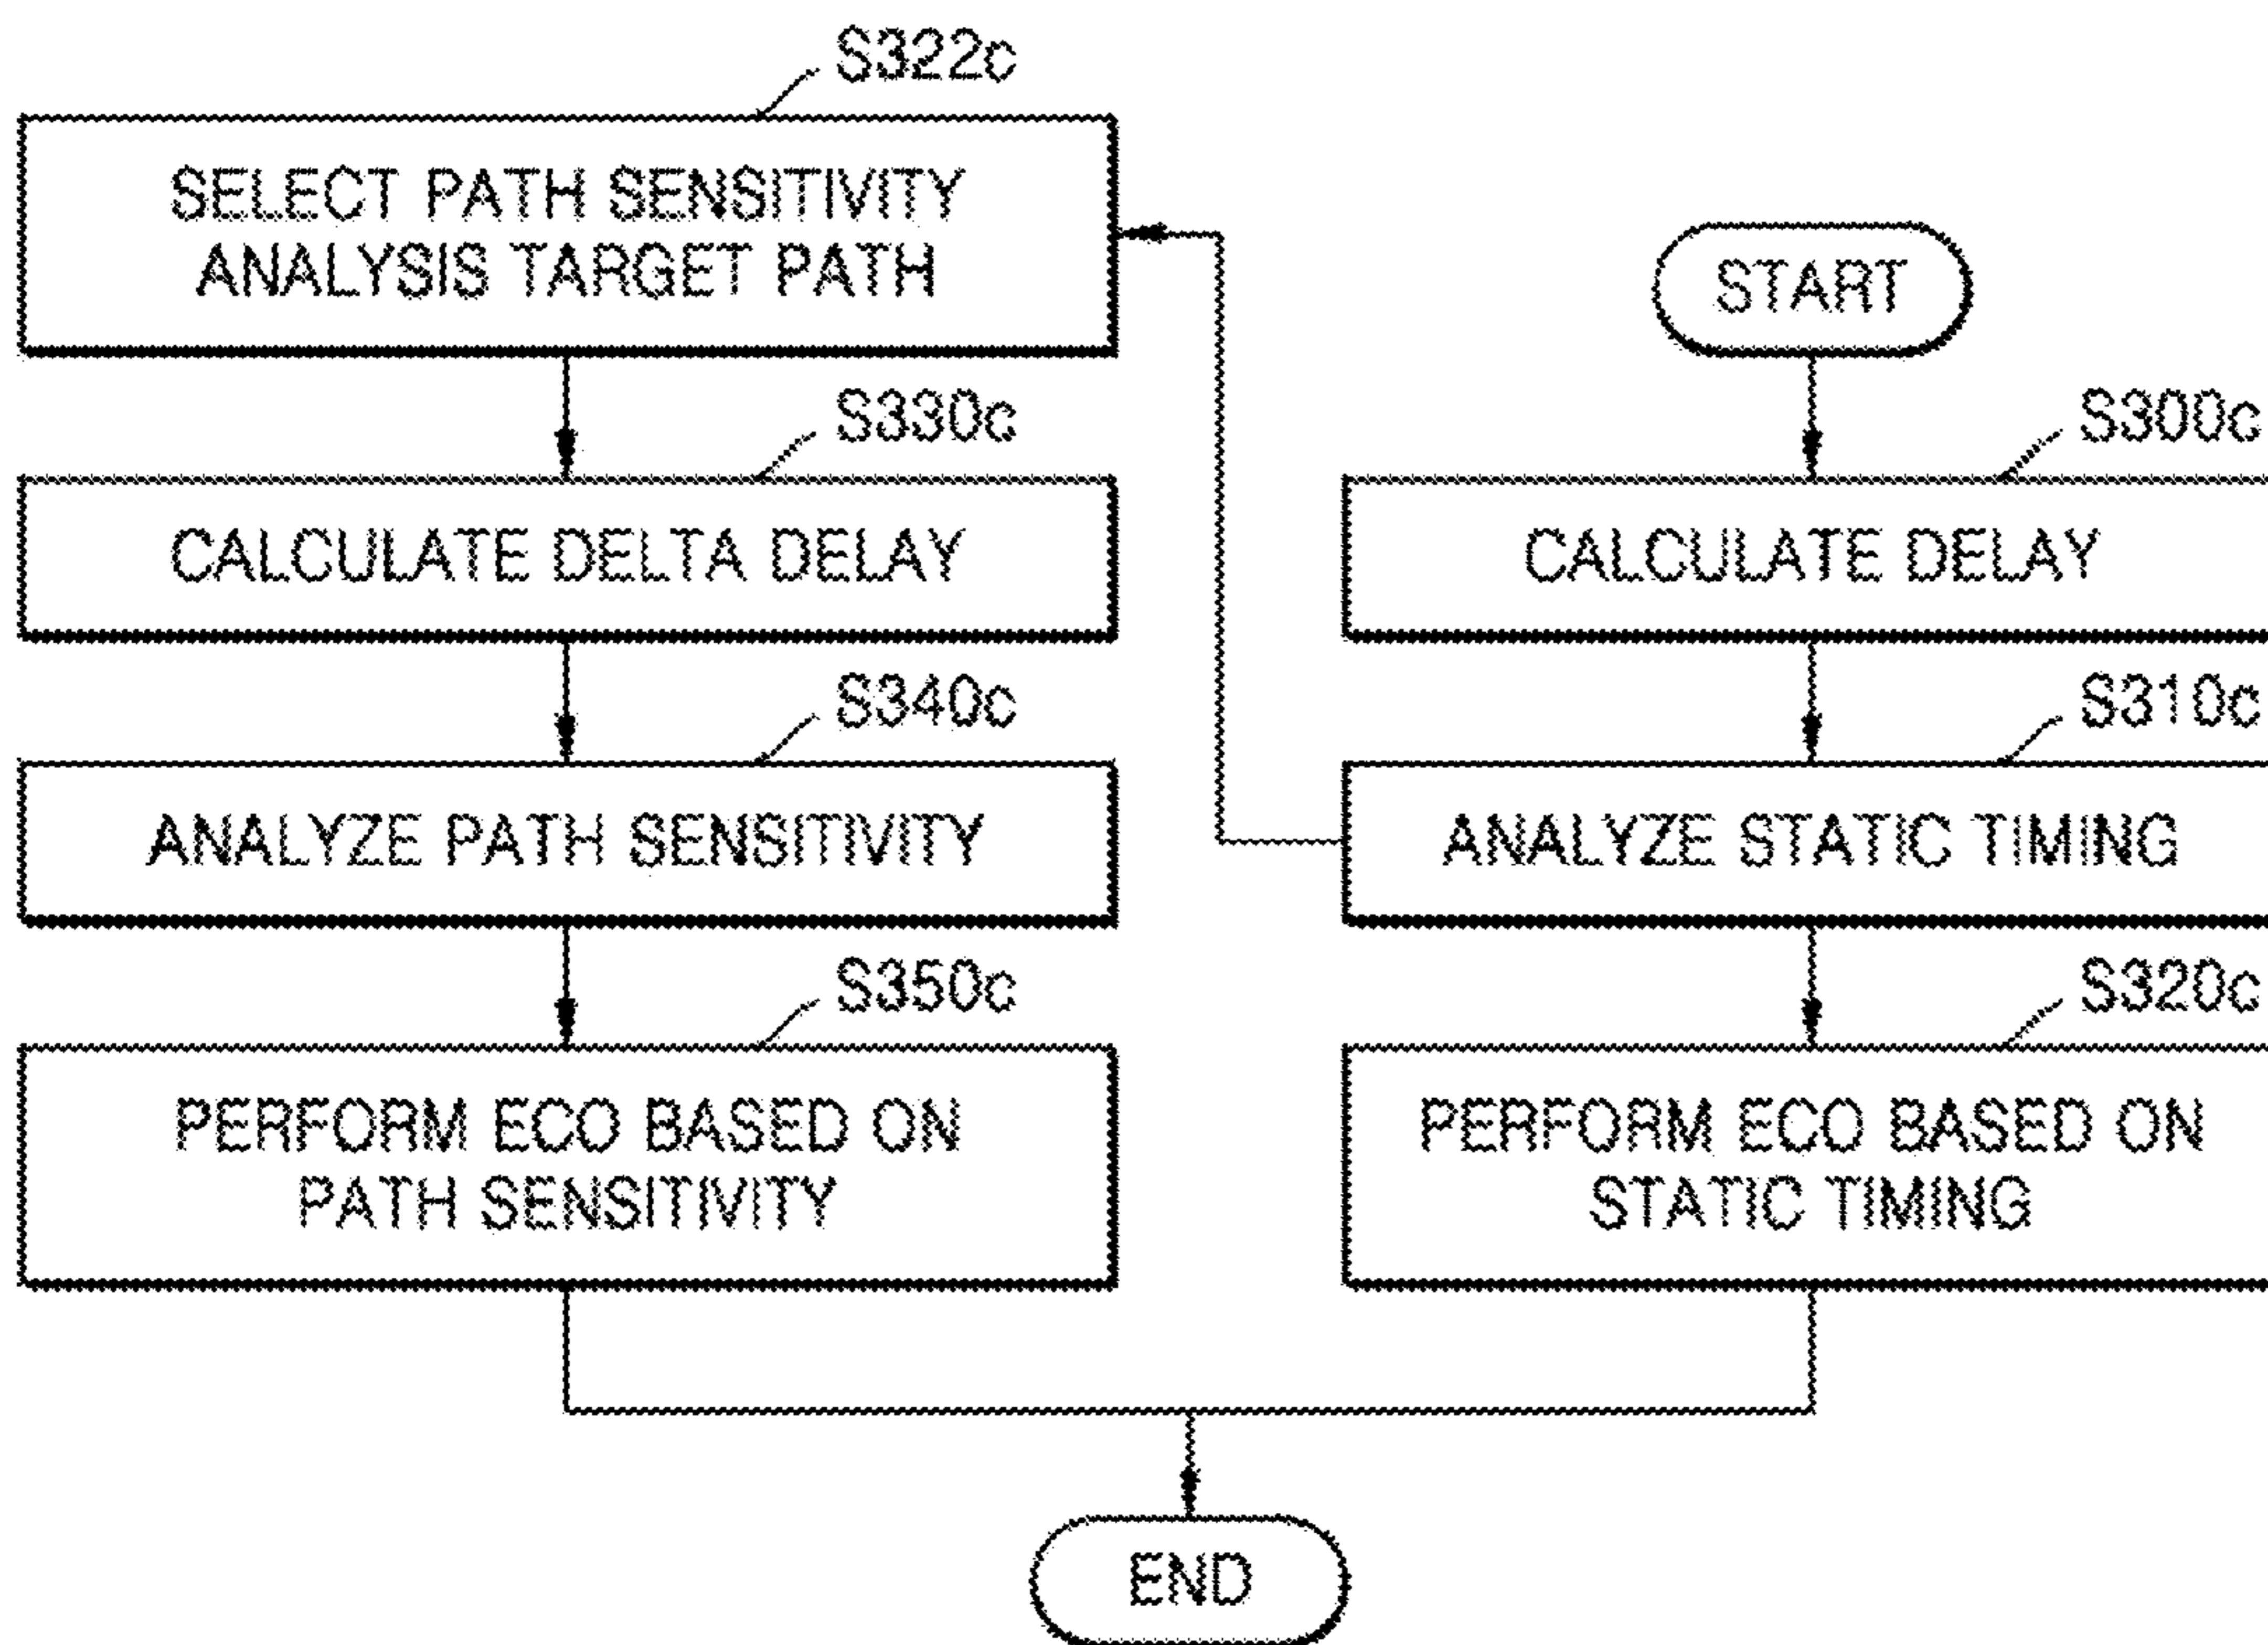 S322c
SELECT PATH SENSITIVITY
ANALYSIS TARGET PATH
S330c
CALCULATE DELTA DELAY
S340c
ANALYZE PATH SENSITIVITY
S350c
PERFORM ECO BASED ON
PATH SENSITIVITY
START
S300c
CALCULATE DELAY
S310c
ANALYZE STATIC TIMING
S320c
PERFORM ECO BASED ON
STATIC TIMING
END